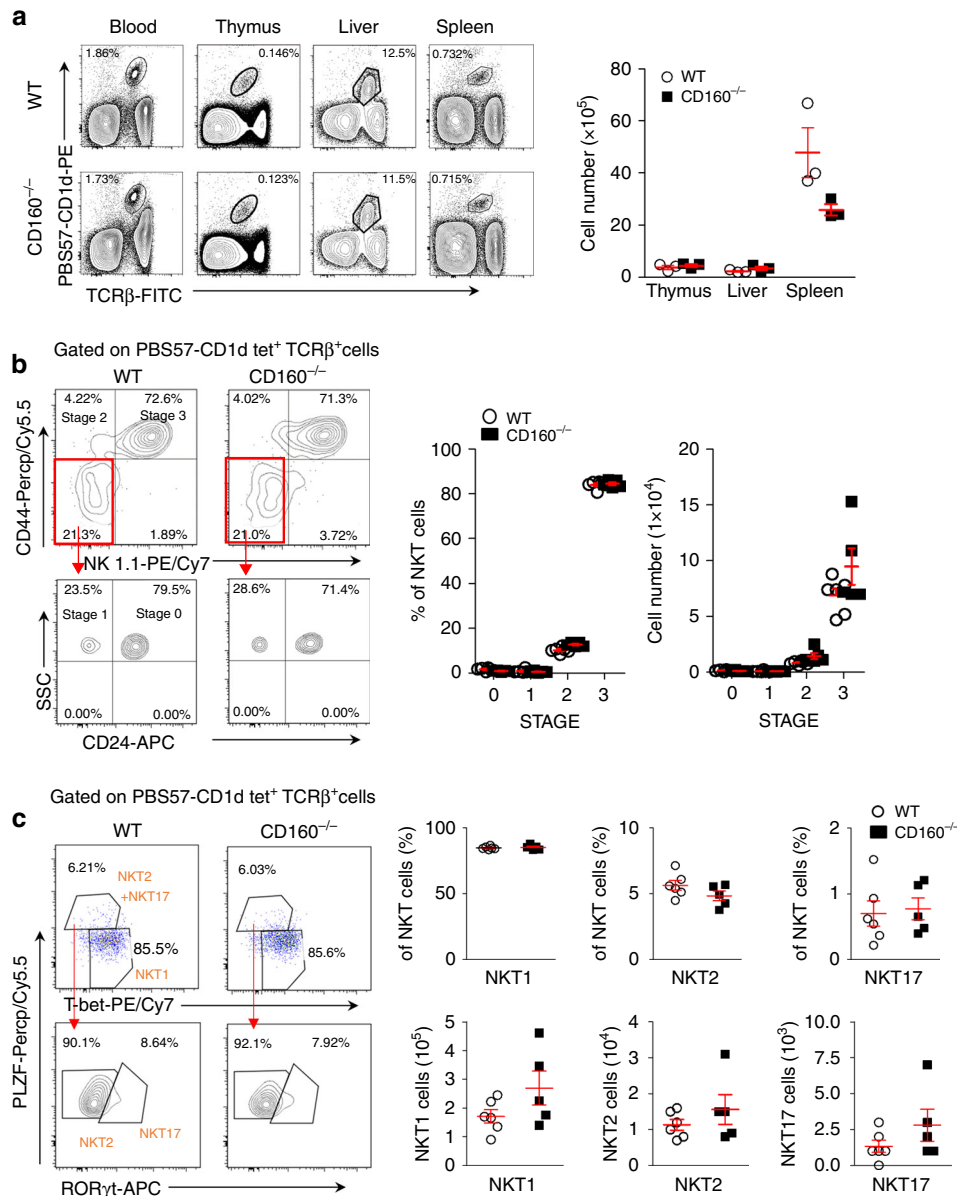 a
Blood Thymus Liver Spleen
WT
1.86% 0.146% 12.5% 0.732%
CD160–/–
1.73% 0.123% 11.5% 0.715%
PBS57-CD1d-PE
TCRβ-FITC
WT
CD160–/–
Cell number (×10⁵)
80
60
40
20
0
Thymus Liver Spleen
b
Gated on PBS57-CD1d tet⁺ TCRβ⁺cells
WT CD160–/–
4.22% 72.6% 4.02% 71.3%
Stage 2 Stage 3
21.3% 1.89% 21.0% 3.72%
CD44-Percp/Cy5.5
NK 1.1-PE/Cy7
23.5% 79.5% 28.6% 71.4%
Stage 1 Stage 0
0.00% 0.00% 0.00% 0.00%
SSC
CD24-APC
WT
CD160–/–
% of NKT cells
100
80
60
40
20
0
0 1 2 3
STAGE
Cell number (1×10⁴)
20
15
10
5
0
0 1 2 3
STAGE
c
Gated on PBS57-CD1d tet⁺ TCRβ⁺cells
WT CD160–/–
6.21% 6.03%
NKT2
+NKT17
85.5% 85.6%
NKT1
T-bet-PE/Cy7
PLZF-Percp/Cy5.5
90.1% 8.64% 92.1% 7.92%
NKT2 NKT17
RORγt-APC
of NKT cells (%)
100
50
0
NKT1
of NKT cells (%)
10
5
0
NKT2
WT
CD160–/–
of NKT cells (%)
2
1
0
NKT17
NKT1 cells (10⁵)
5
4
3
2
1
0
NKT1
NKT2 cells (10⁴)
4
3
2
1
0
NKT2
NKT17 cells (10³)
10.0
7.5
5.0
2.5
0
NKT17